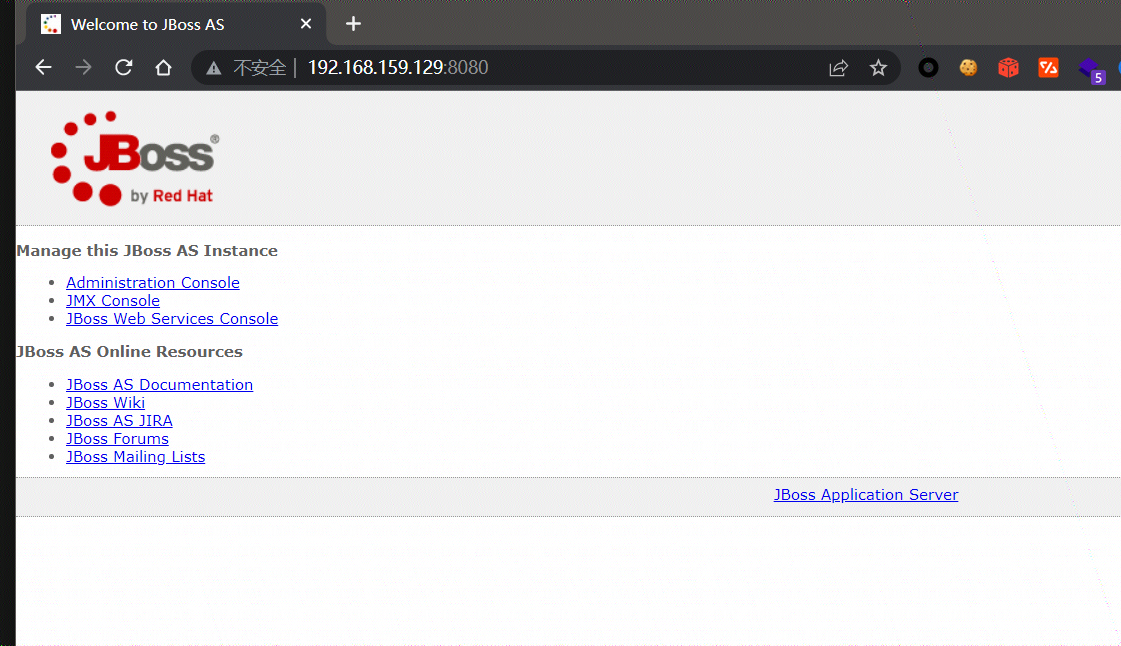 Welcome to JBoss AS
不安全 192.168.159.129:8080
5
JBoss®
by Red Hat
Manage this JBoss AS Instance
Administration Console
JMX Console
JBoss Web Services Console
JBoss AS Online Resources
JBoss AS Documentation
JBoss Wiki
JBoss AS JIRA
JBoss Forums
JBoss Mailing Lists
JBoss Application Server